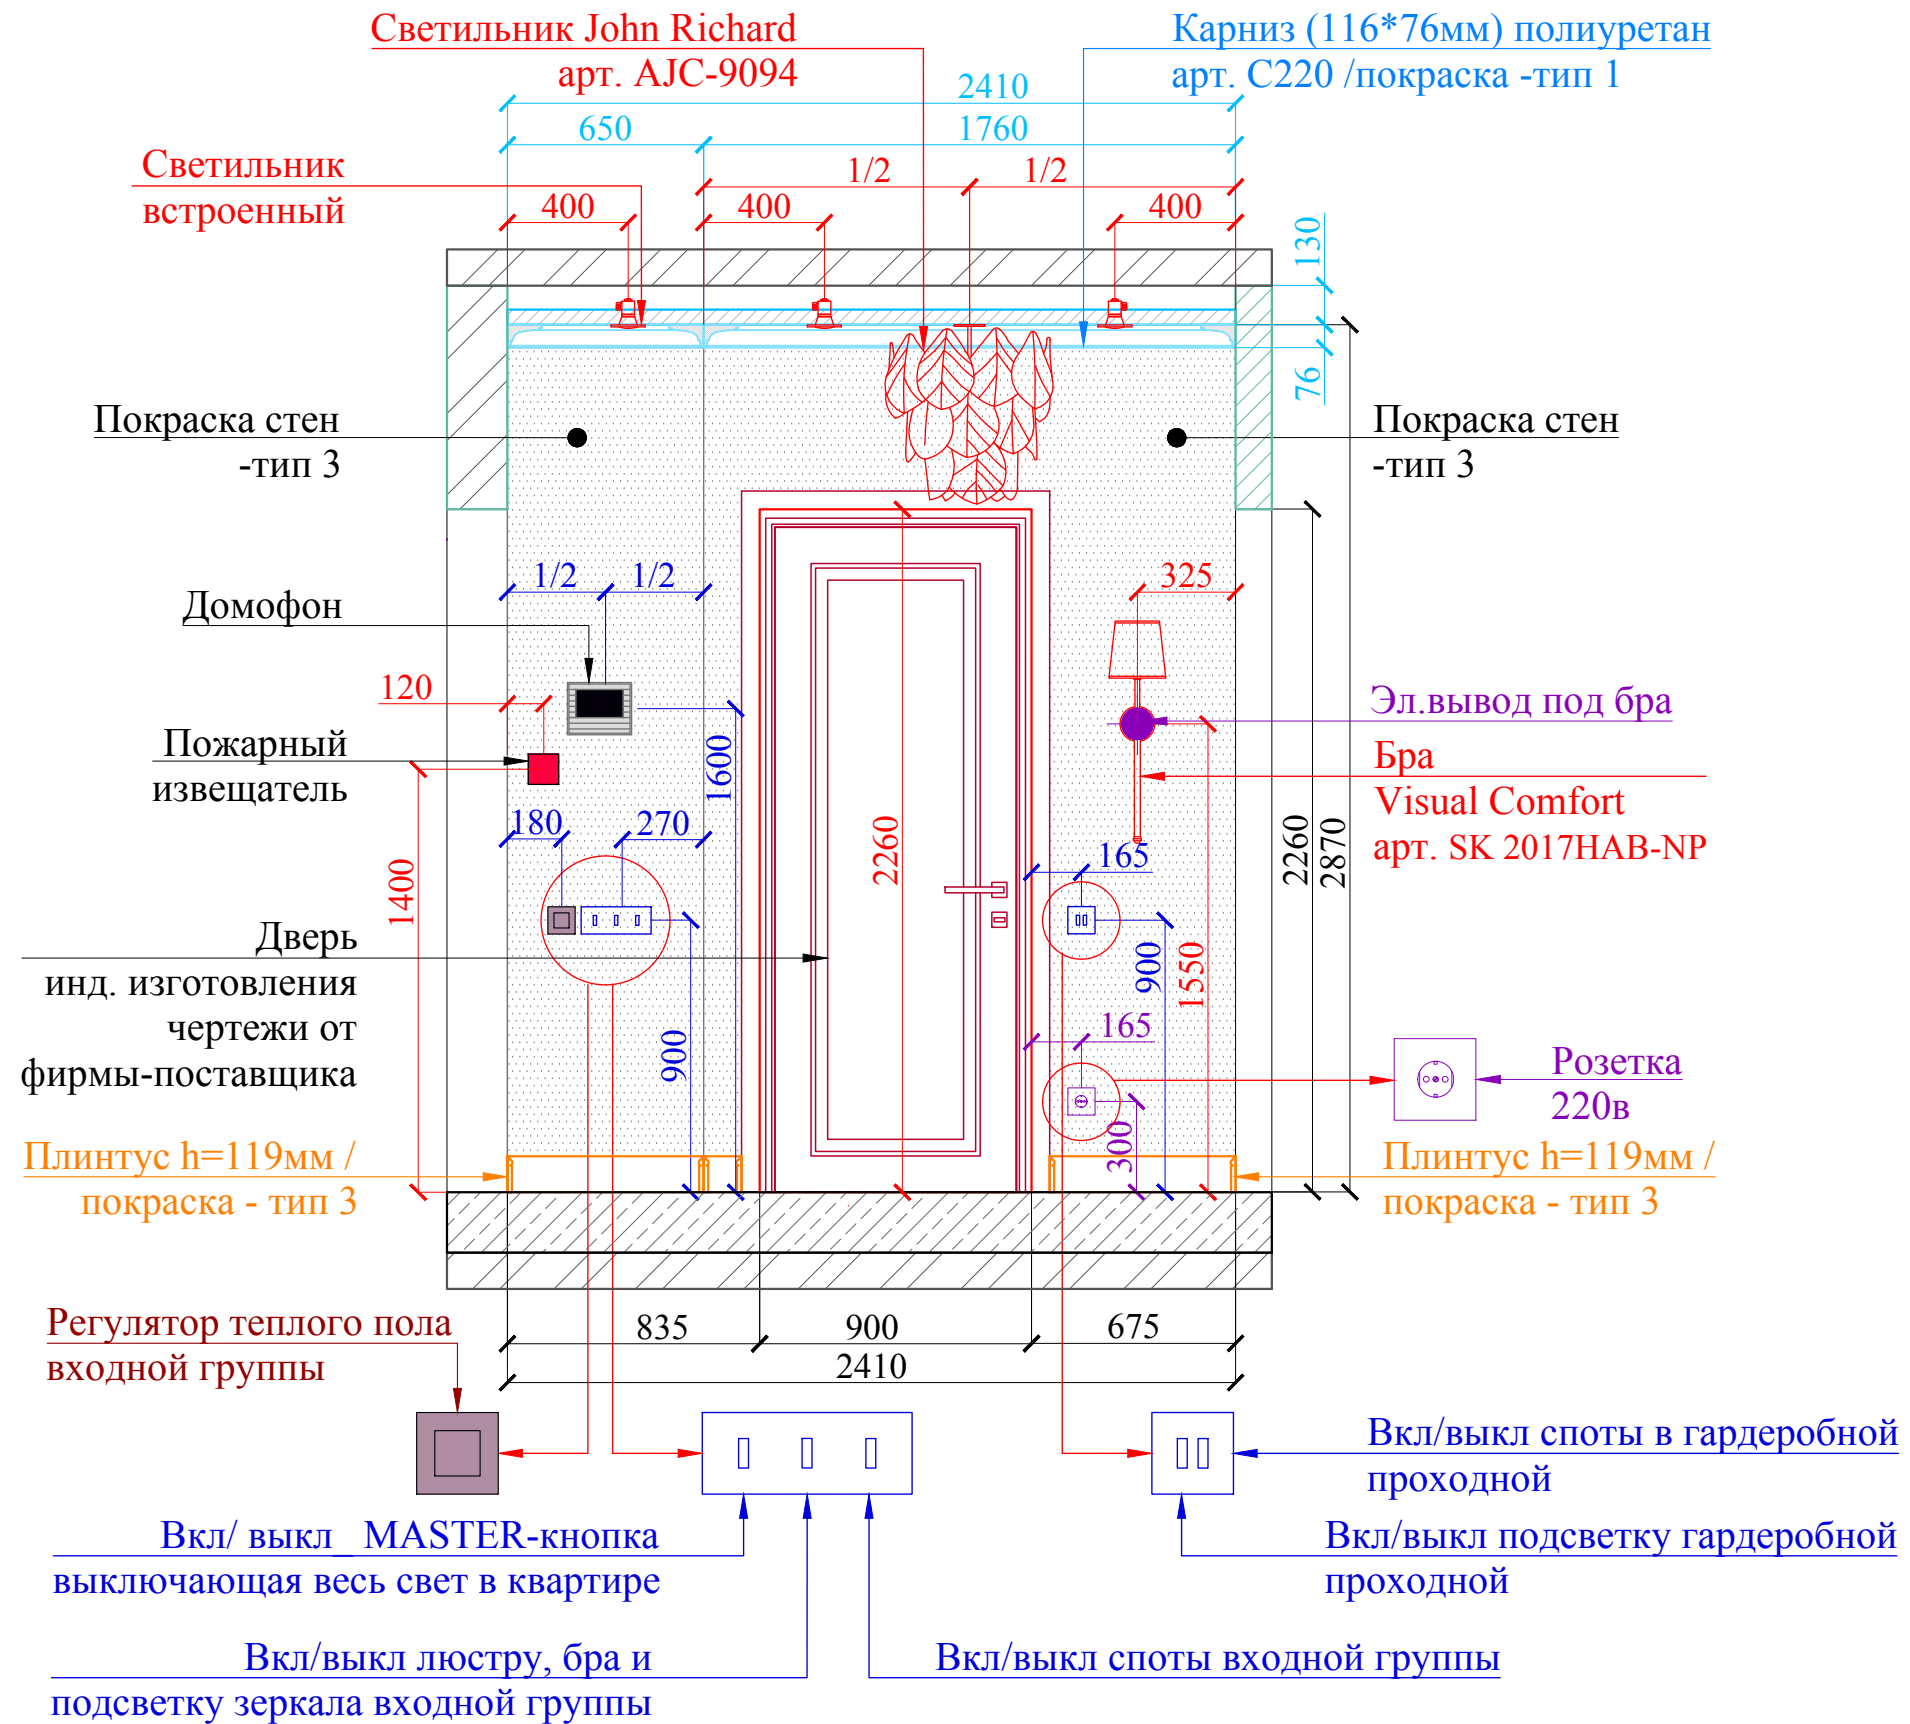 Светильник John Richard
арт. AJC-9094
Карниз (116*76мм) полиуретан
арт. C220 /покраска -тип 1
2410
650
1760
Светильник
встроенный
1/2
1/2
400
400
400
130
76
Покраска стен
-тип 3
Покраска стен
-тип 3
1/2
1/2
325
Домофон
120
Эл.вывод под бра
Пожарный
извещатель
1600
Бра
Visual Comfort
арт. SK 2017HAB-NP
180
270
2260
165
2260
2870
1400
Дверь
инд. изготовления
чертежи от
фирмы-поставщика
900
1550
900
165
Розетка
220в
300
Плинтус h=119мм /
покраска - тип 3
Плинтус h=119мм /
покраска - тип 3
Регулятор теплого пола
входной группы
835
900
675
2410
Вкл/выкл споты в гардеробной
проходной
Вкл/ выкл_ MASTER-кнопка
выключающая весь свет в квартире
Вкл/выкл подсветку гардеробной
проходной
Вкл/выкл люстру, бра и
подсветку зеркала входной группы
Вкл/выкл споты входной группы